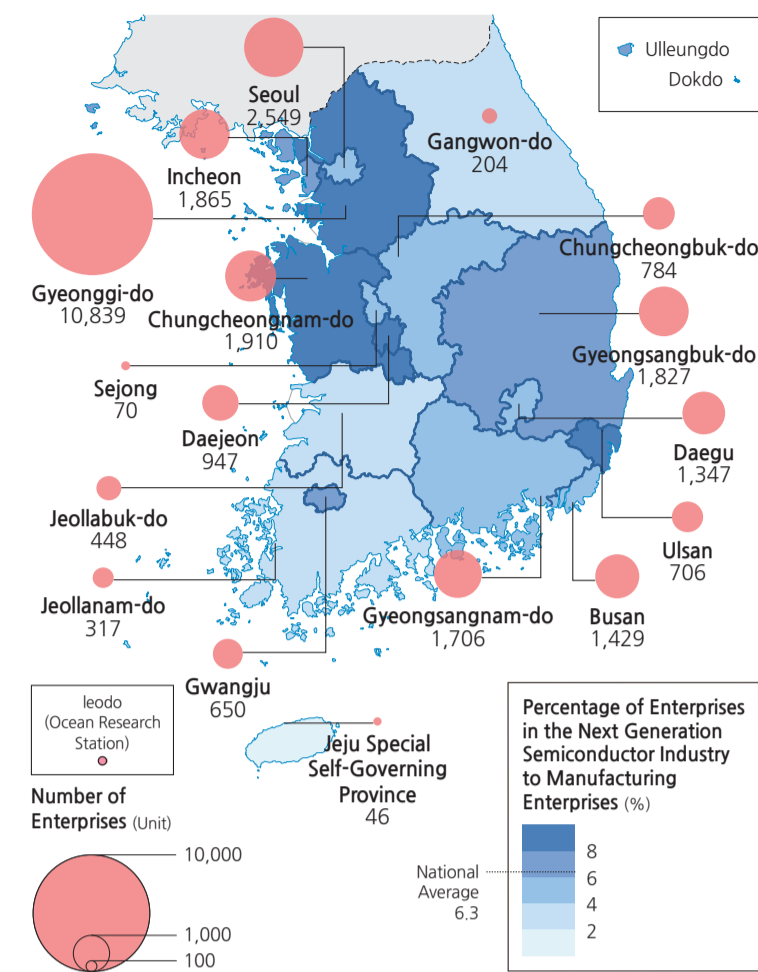 Ulleungdo
Dokdo
Seoul
2,549
Gangwon-do
204
Incheon
1,865
Chungcheongbuk-do
784
Gyeonggi-do
10,839
Chungcheongnam-do
1,910
Gyeongsangbuk-do
1,827
Sejong
70
Daejeon
947
Daegu
1,347
Jeollabuk-do
448
Ulsan
706
Jeollanam-do
317
Gyeongsangnam-do
1,706
Busan
1,429
Gwangju
650
Ieodo
(Ocean Research
Station)
Jeju Special
Self-Governing
Province
46
Number of
Enterprises (Unit)
10,000
1,000
100
Percentage of Enterprises
in the Next Generation
Semiconductor Industry
to Manufacturing
Enterprises (%)
8
6
4
2
National
Average
6.3